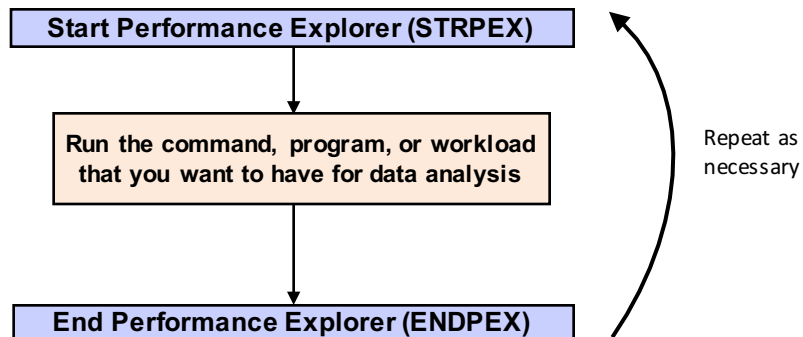 Start Performance Explorer (STRPEX)
Run the command, program, or workload
that you want to have for data analysis
Repeat as
necessary
End Performance Explorer (ENDPEX)